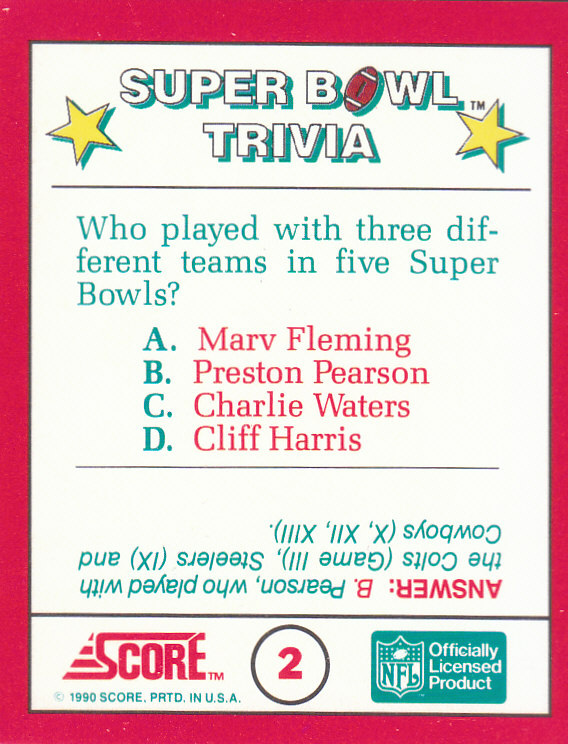 SUPER BOWL™
TRIVIA
Who played with three dif-
ferent teams in five Super
Bowls?
A. Marv Fleming
B. Preston Pearson
C. Charlie Waters
D. Cliff Harris
ANSWER: B. Pearson, who played with
the Colts (Game III), Steelers (IX) and
Cowboys (X, XII, XIII).
SCORE™
© 1990 SCORE. PRTD. IN U.S.A.
2
NFL
Officially
Licensed
Product